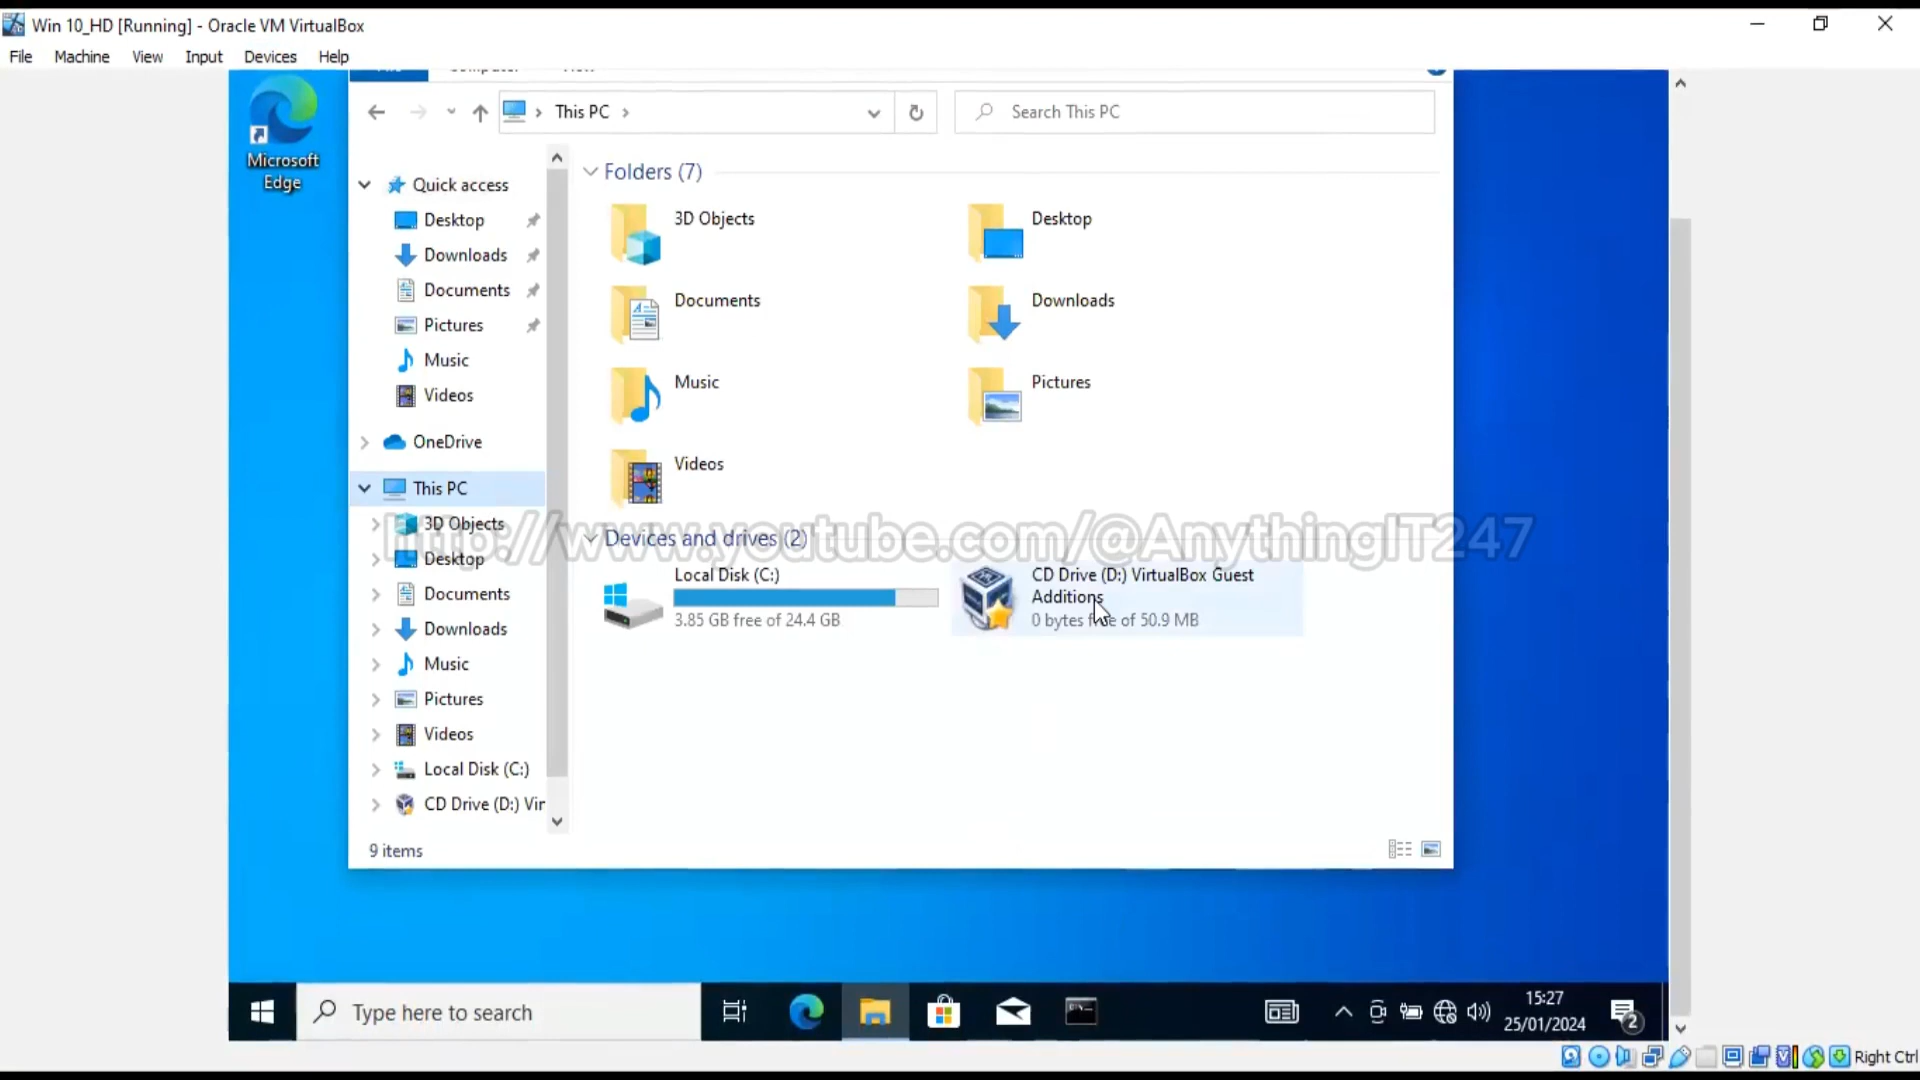 Win 10_HD [Running] - Oracle VM VirtualBox
File Machine View Input Devices Help
Microsoft
Edge
This PC
Search This PC
Quick access
Desktop
Downloads
Documents
Pictures
Music
Videos
OneDrive
This PC
3D Objects
Desktop
Documents
Downloads
Music
Pictures
Videos
Local Disk (C:)
CD Drive (D:) Vir
Folders (7)
3D Objects
Desktop
Documents
Downloads
Music
Pictures
Videos
http://www.youtube.com/@AnythingIT247
Devices and drives (2)
Local Disk (C:)
3.85 GB free of 24.4 GB
CD Drive (D:) VirtualBox Guest
Additions
0 bytes free of 50.9 MB
9 items
Type here to search
15:27
25/01/2024
2
Right Ctrl